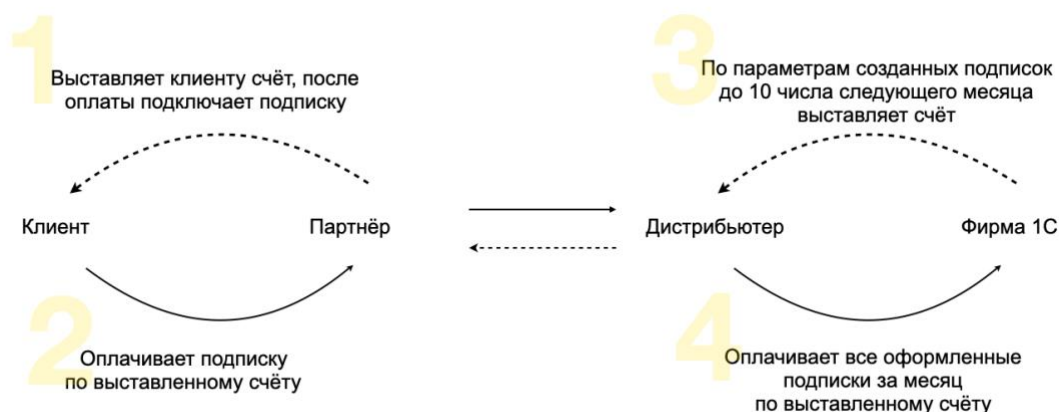 1
Выставляет клиенту счёт, после
оплаты подключает подписку
3
По параметрам созданных подписок
до 10 числа следующего месяца
выставляет счёт
Клиент
Партнёр
Дистрибьютер
Фирма 1С
2
Оплачивает подписку
по выставленному счёту
4
Оплачивает все оформленные
подписки за месяц
по выставленному счёту